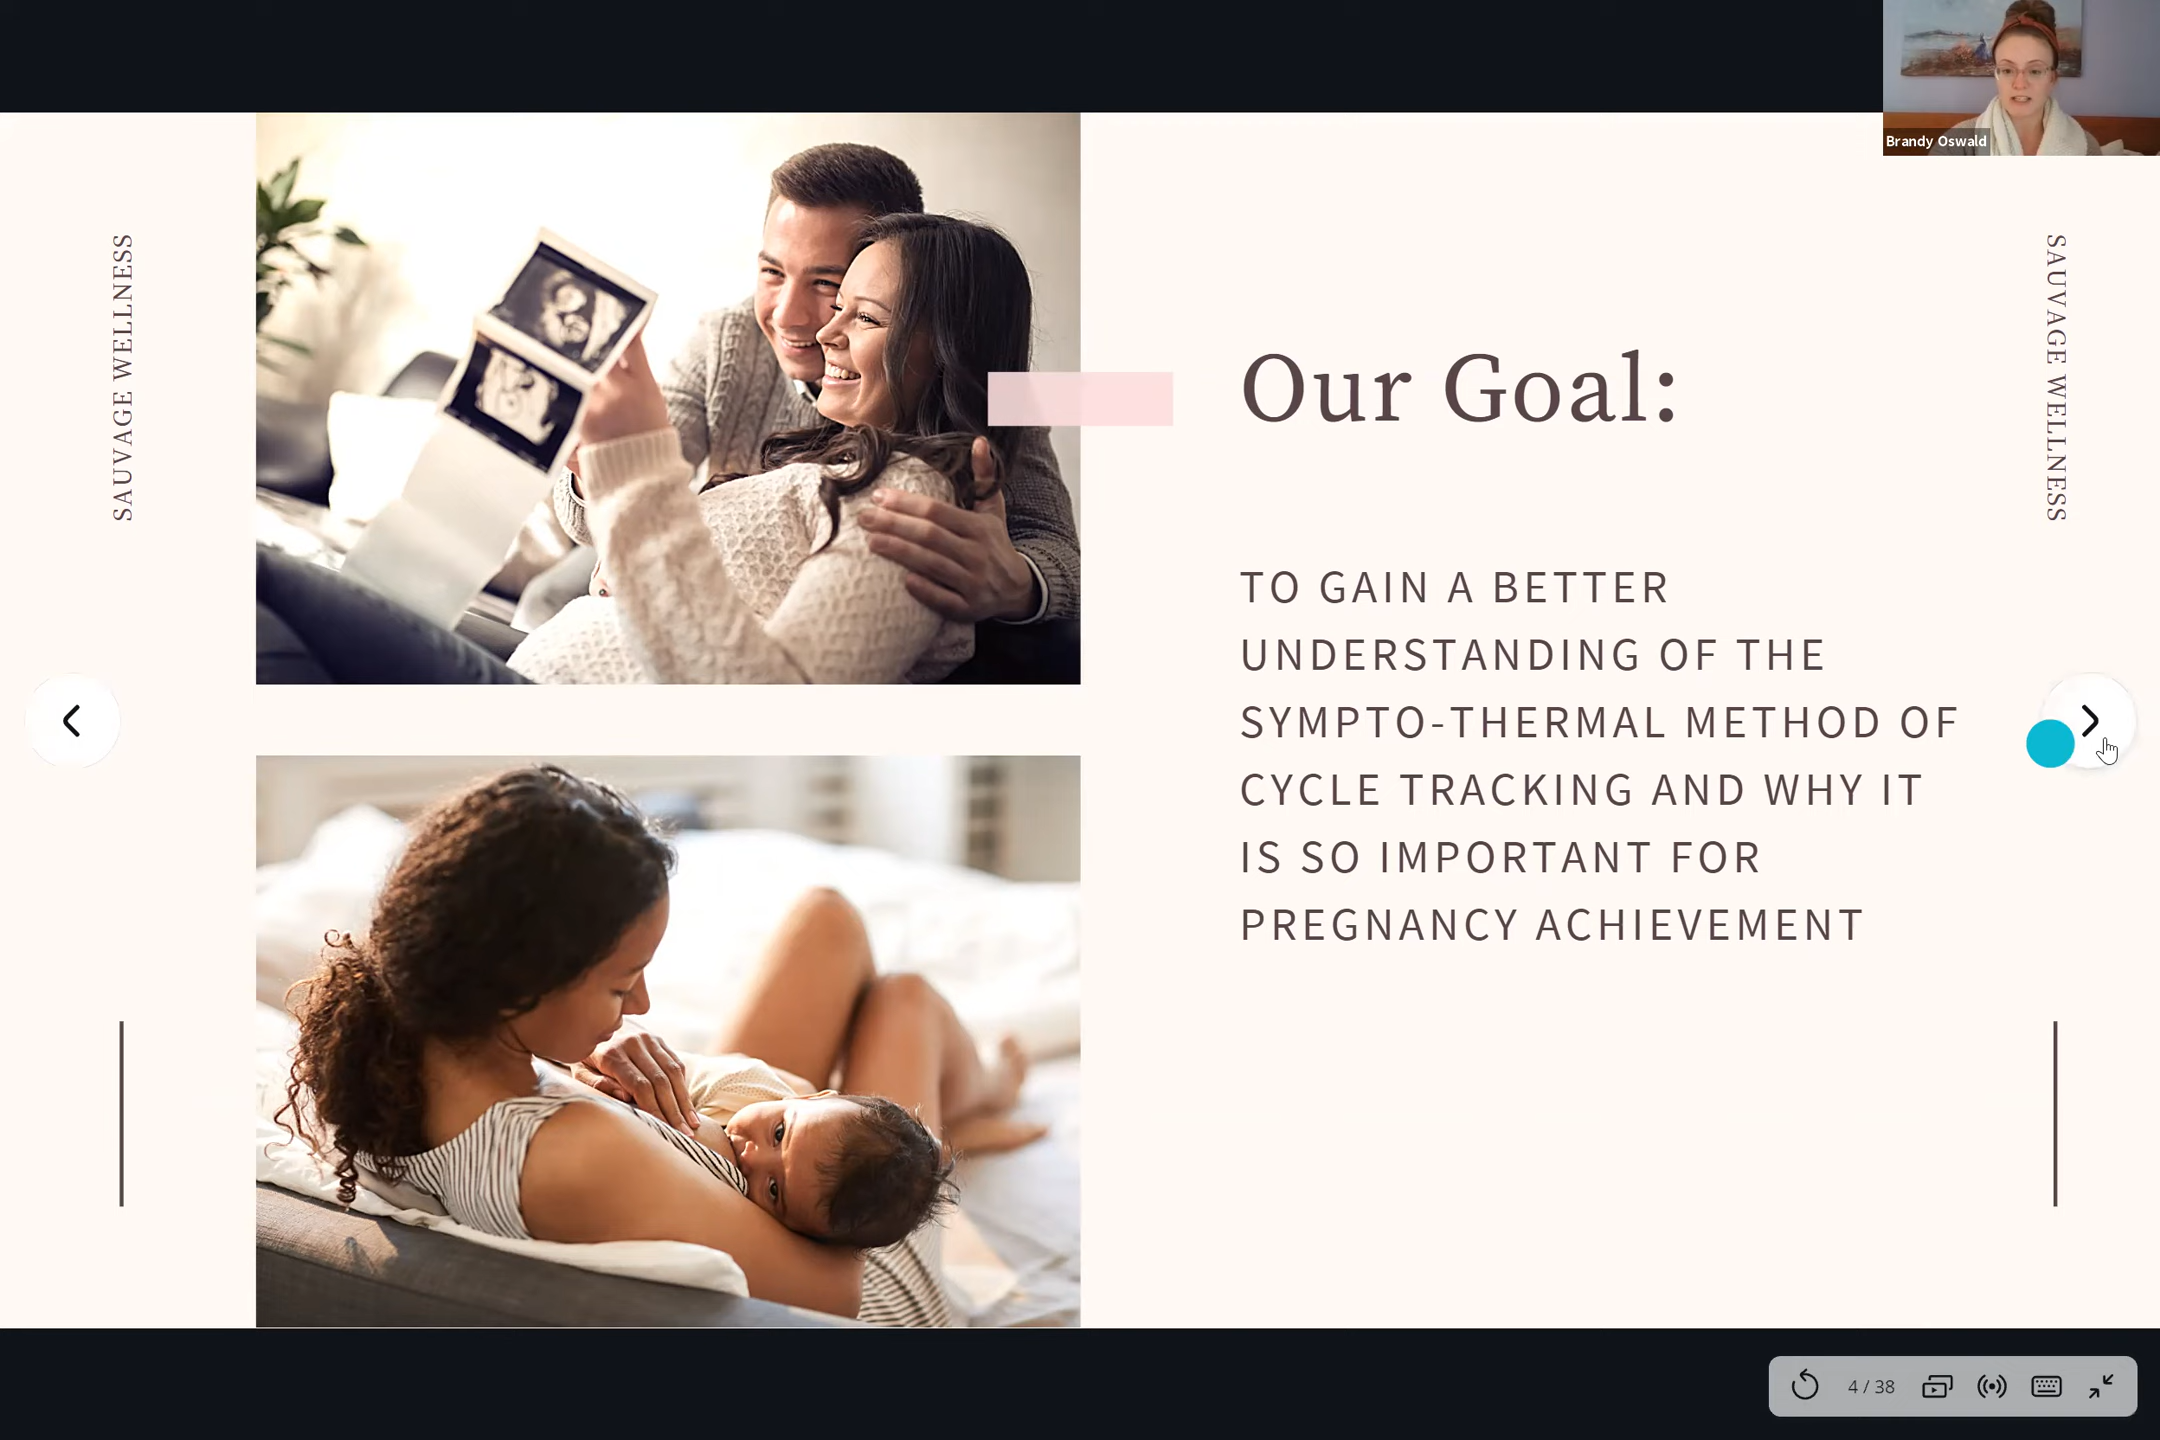 Brandy Oswald
SAUVAGE WELLNESS
SAUVAGE WELLNESS
Our Goal:
TO GAIN A BETTER
UNDERSTANDING OF THE
SYMPTO-THERMAL METHOD OF
CYCLE TRACKING AND WHY IT
IS SO IMPORTANT FOR
PREGNANCY ACHIEVEMENT
4 / 38